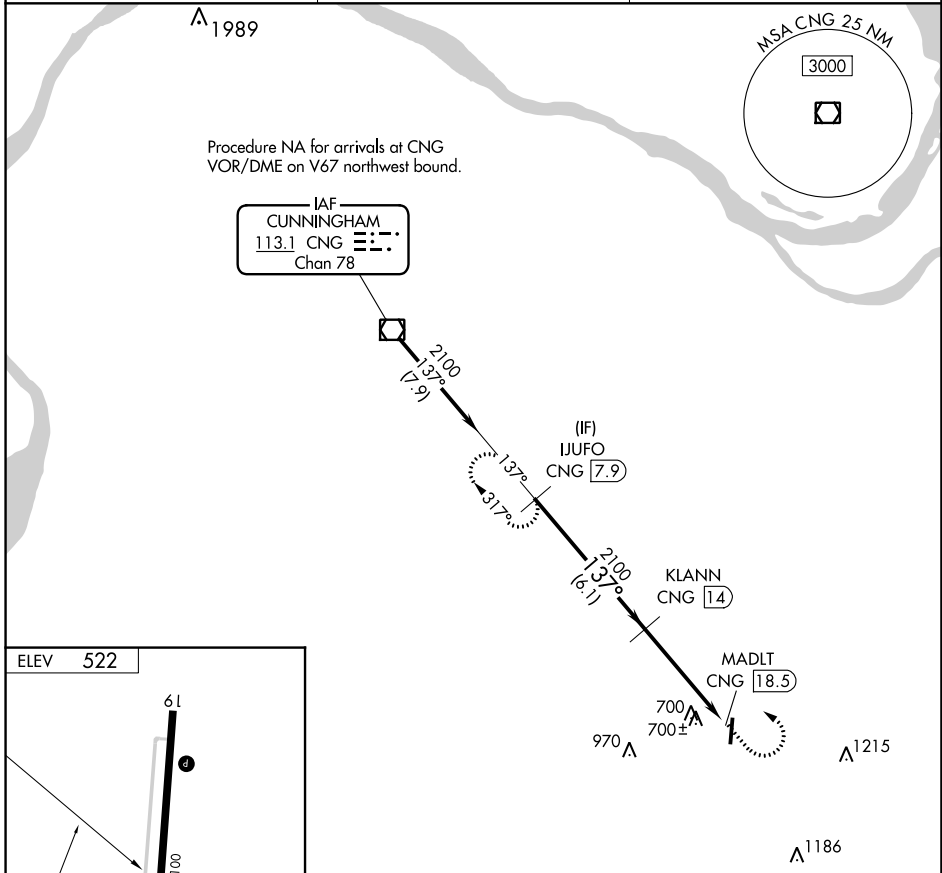 1989
MSA CNG 25 NM
3000
Procedure NA for arrivals at CNG
VOR/DME on V67 northwest bound.
IAF
CUNNINGHAM
113.1 CNG
Chan 78
2100
137°
(7.9)
(IF)
IJUFO
CNG 7.9
137°
317°
2100
137°
(6.1)
KLANN
CNG 14
MADLT
CNG 18.5
700
700±
970
1215
1186
ELEV 522
19
P
100